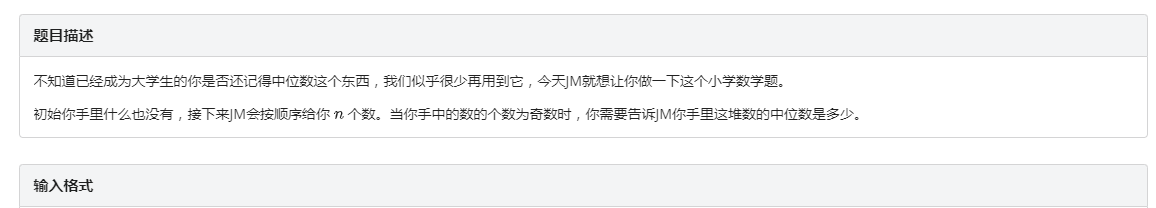 题目描述
不知道已经成为大学生的你是否还记得中位数这个东西，我们似乎很少再用到它，今天JM就想让你做一下这个小学数学题。
初始你手里什么也没有，接下来JM会按顺序给你 n 个数。当你手中的数的个数为奇数时，你需要告诉JM你手里这堆数的中位数是多少。
输入格式